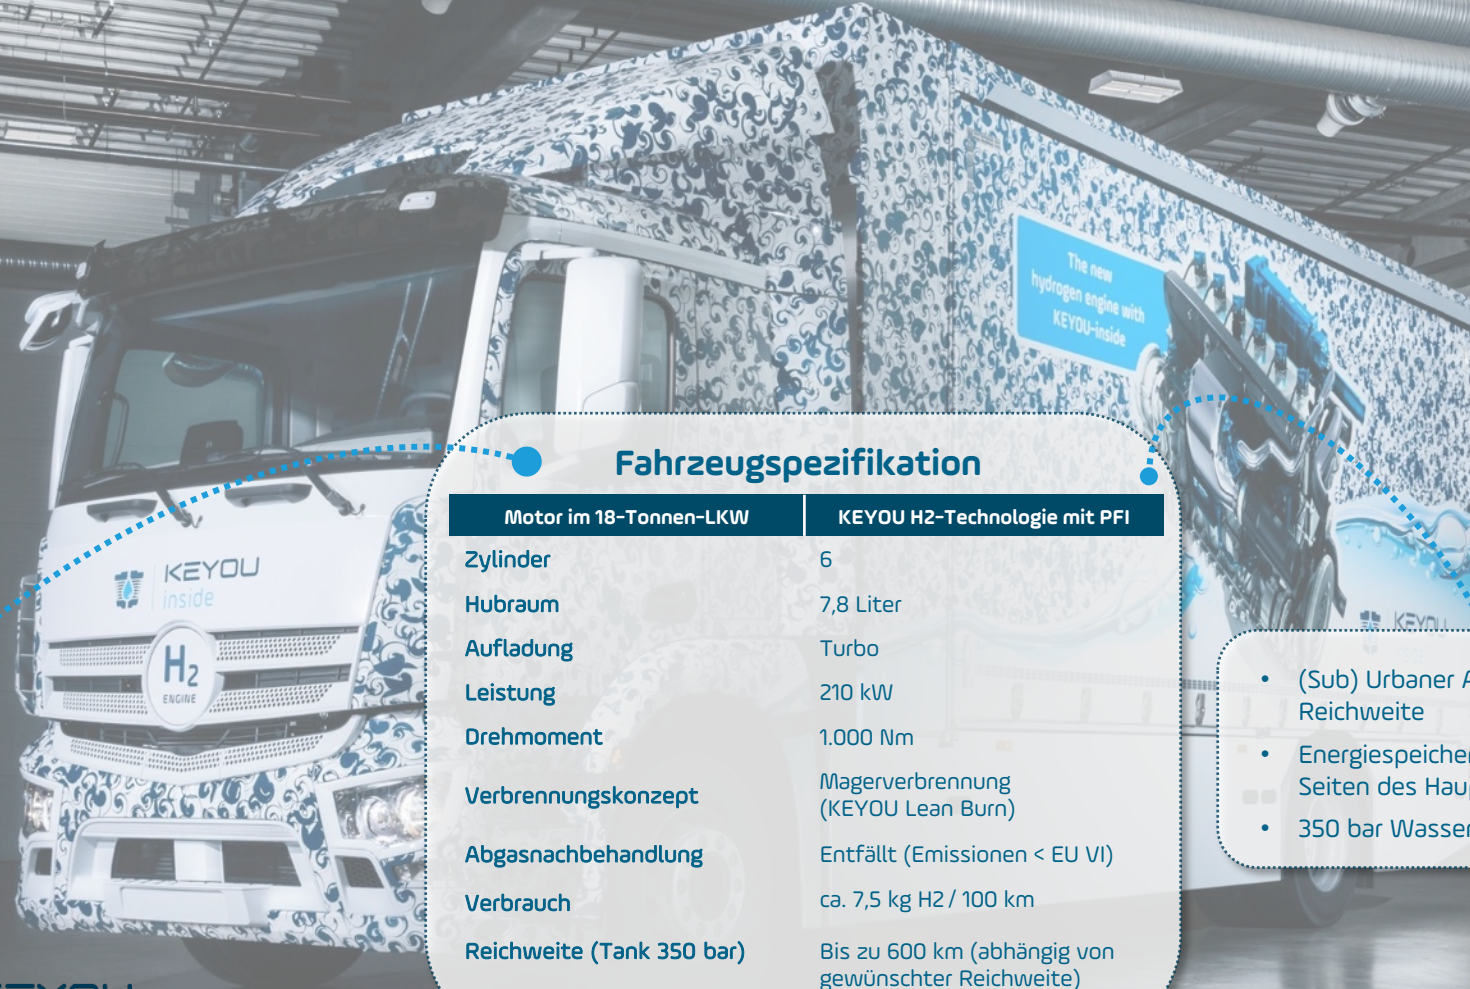 The new
hydrogen engine with
KEYOU-inside
KEYOU
inside
H2
ENGINE
Fahrzeugspezifikation
Motor im 18-Tonnen-LKW KEYOU H2-Technologie mit PFI
Zylinder 6
Hubraum 7,8 Liter
Aufladung Turbo
Leistung 210 kW
Drehmoment 1.000 Nm
Verbrennungskonzept Magerverbrennung
(KEYOU Lean Burn)
Abgasnachbehandlung Entfällt (Emissionen < EU VI)
Verbrauch ca. 7,5 kg H2 / 100 km
Reichweite (Tank 350 bar) Bis zu 600 km (abhängig von
gewünschter Reichweite)
KEYOU
• (Sub) Urbaner
Reichweite
• Energiespeicher
Seiten des
• 350 bar